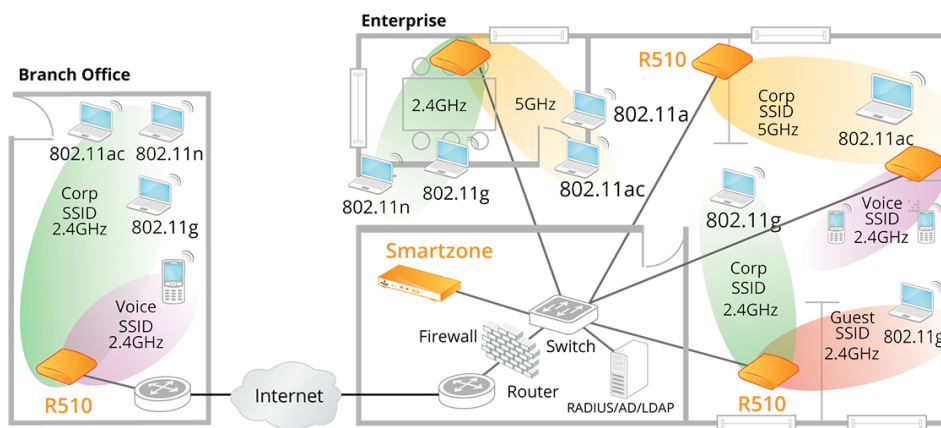 Enterprise
Branch Office
802.11ac
802.11n
Corp
SSID
2.4GHz
802.11g
Voice
SSID
2.4GHz
R510
Internet
2.4GHz
5GHz
802.11a
802.11n
802.11g
802.11ac
R510
Corp
SSID
5GHz
802.11ac
802.11g
Voice
SSID
2.4GHz
Smartzone
Firewall
Switch
Router
RADIUS/AD/LDAP
Corp
SSID
2.4GHz
Guest
SSID
2.4GHz
802.11g
R510